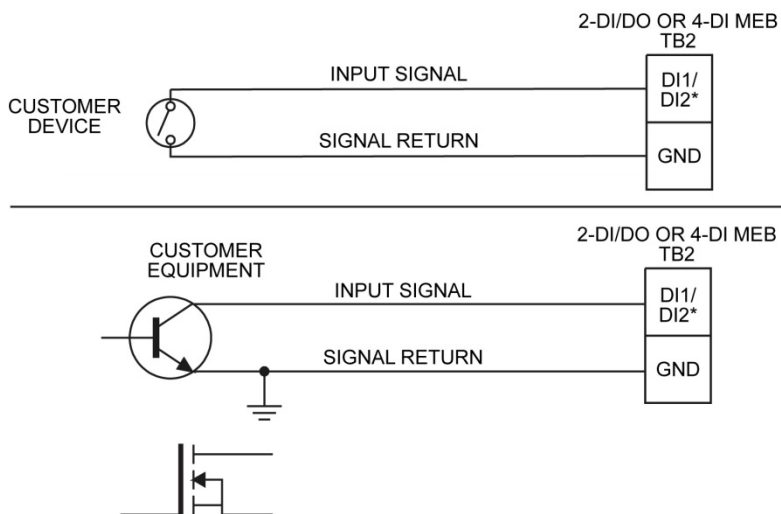 2-DI/DO OR 4-DI MEB
TB2
INPUT SIGNAL
DI1/
DI2*
CUSTOMER
DEVICE
SIGNAL RETURN
GND
2-DI/DO OR 4-DI MEB
TB2
CUSTOMER
EQUIPMENT
INPUT SIGNAL
DI1/
DI2*
SIGNAL RETURN
GND